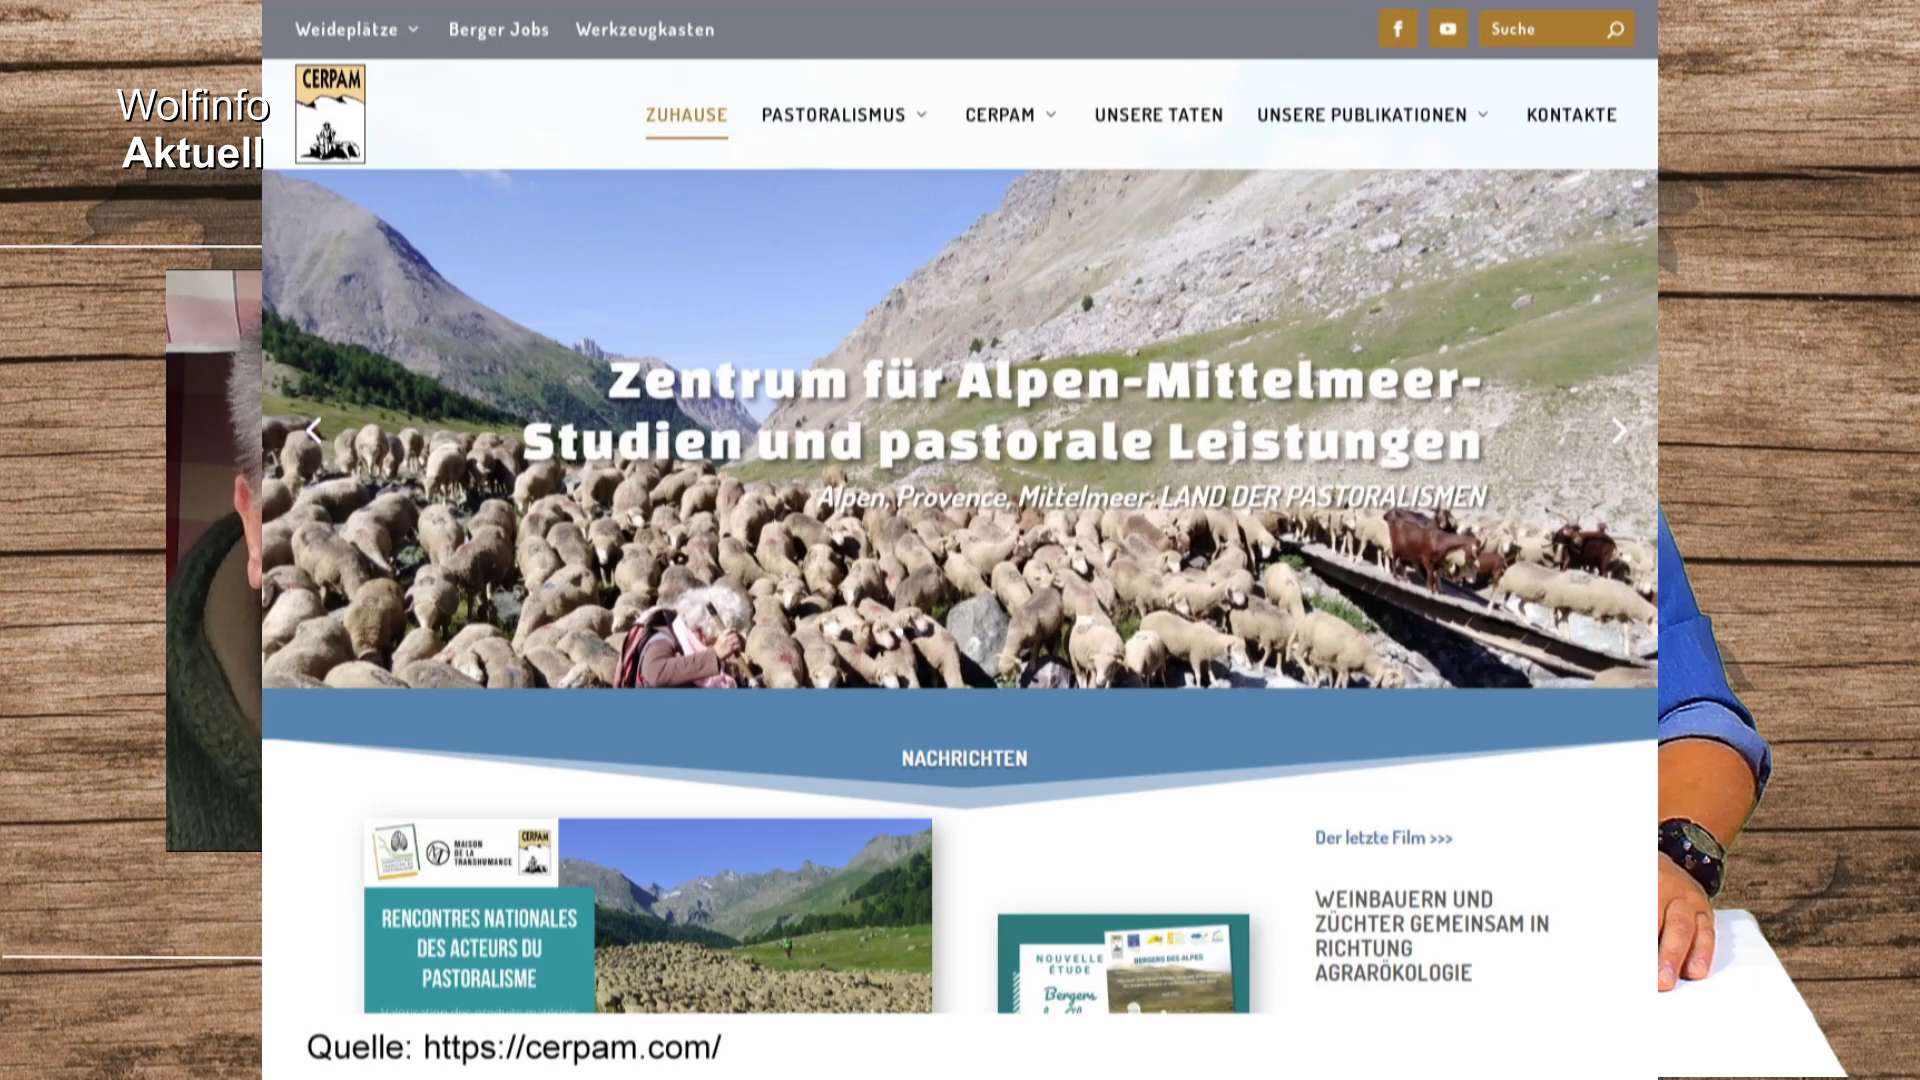 Weideplätze
Berger Jobs
Werkzeugkasten
Suche
Wolfinfo
Aktuell
CERPAM
ZUHAUSE
PASTORALISMUS
CERPAM
UNSERE TATEN
UNSERE PUBLIKATIONEN
KONTAKTE
Zentrum für Alpen-Mittelmeer-
Studien und pastorale Leistungen
Alpen, Provence, Mittelmeer: LAND DER PASTORALISMEN
NACHRICHTEN
MAISON
DE LA
TRANSHUMANCE
CERPAM
RENCONTRES NATIONALES
DES ACTEURS DU
PASTORALISME
NOUVELLE
ÉTUDE
Bergers
BERGERS DES ALPES
Der letzte Film >>>
WEINBAUERN UND
ZÜCHTER GEMEINSAM IN
RICHTUNG
AGRARÖKOLOGIE
Quelle: https://cerpam.com/